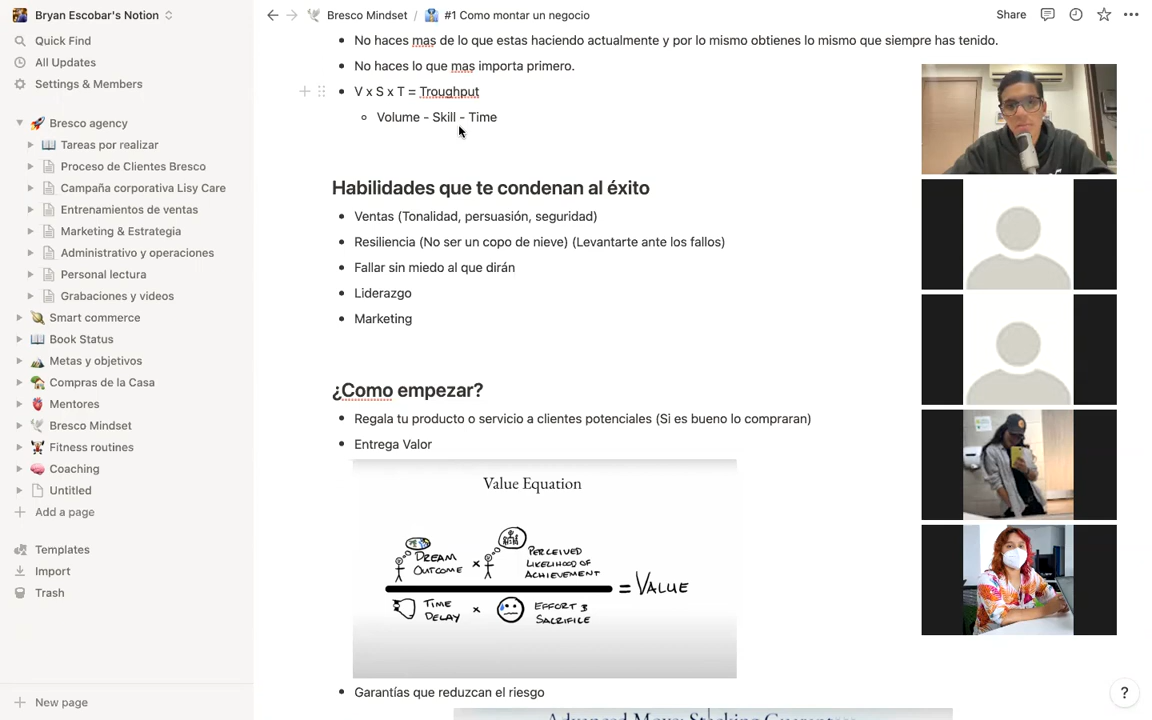 Bryan Escobar's Notion
Bresco Mindset / #1 Como montar un negocio
Share
Quick Find
All Updates
Settings & Members
Bresco agency
Tareas por realizar
Proceso de Clientes Bresco
Campaña corporativa Lisy Care
Entrenamientos de ventas
Marketing & Estrategia
Administrativo y operaciones
Personal lectura
Grabaciones y videos
Smart commerce
Book Status
Metas y objetivos
Compras de la Casa
Mentores
Bresco Mindset
Fitness routines
Coaching
Untitled
Add a page
Templates
Import
Trash
New page
No haces mas de lo que estas haciendo actualmente y por lo mismo obtienes lo mismo que siempre has tenido.
No haces lo que mas importa primero.
V x S x T = Troughput
Volume - Skill - Time
Habilidades que te condenan al éxito
Ventas (Tonalidad, persuasión, seguridad)
Resiliencia (No ser un copo de nieve) (Levantarte ante los fallos)
Fallar sin miedo al que dirán
Liderazgo
Marketing
¿Como empezar?
Regala tu producto o servicio a clientes potenciales (Si es bueno lo compraran)
Entrega Valor
Value Equation
DREAM OUTCOME x PERCEIVED LIKELIHOOD OF ACHIEVEMENT
= VALUE
TIME DELAY x EFFORT & SACRIFICE
Garantías que reduzcan el riesgo
Advanced Move: Stacking Guarantees
?